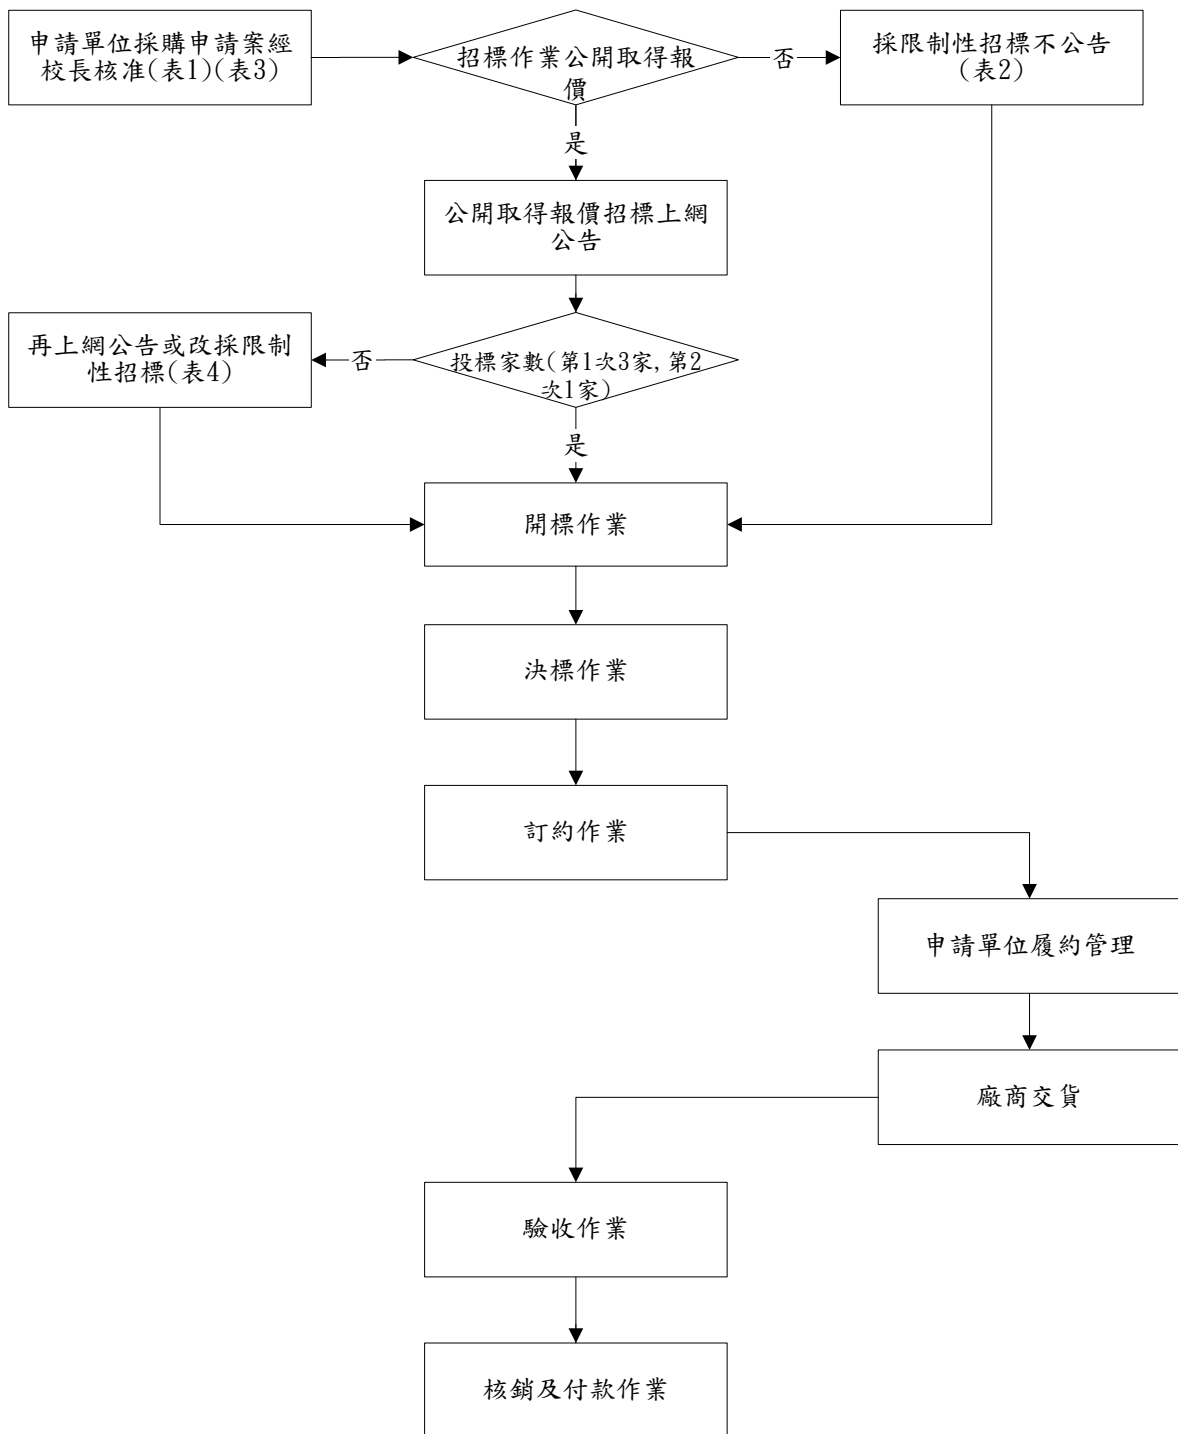 申請單位採購申請案經
校長核准(表1)(表3)
招標作業公開取得報
價
否
採限制性招標不公告
(表2)
是
公開取得報價招標上網
公告
再上網公告或改採限制
性招標(表4)
否
投標家數(第1次3家,第2
次1家)
是
開標作業
決標作業
訂約作業
申請單位履約管理
廠商交貨
驗收作業
核銷及付款作業